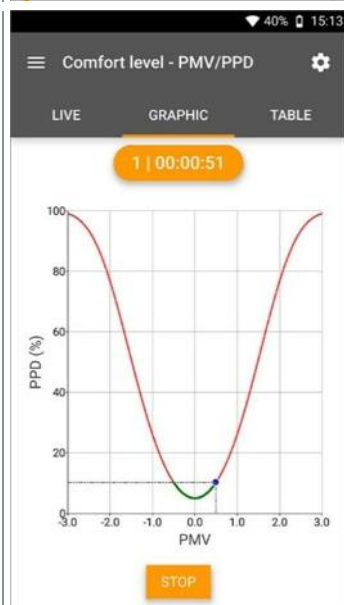 40% 15:13
Comfort level - PMV/PPD
LIVE GRAPHIC TABLE
1 | 00:00:51
100
80
60
40
20
0
PPD (%)
-3.0 -2.0 -1.0 0.0 1.0 2.0 3.0
PMV
STOP